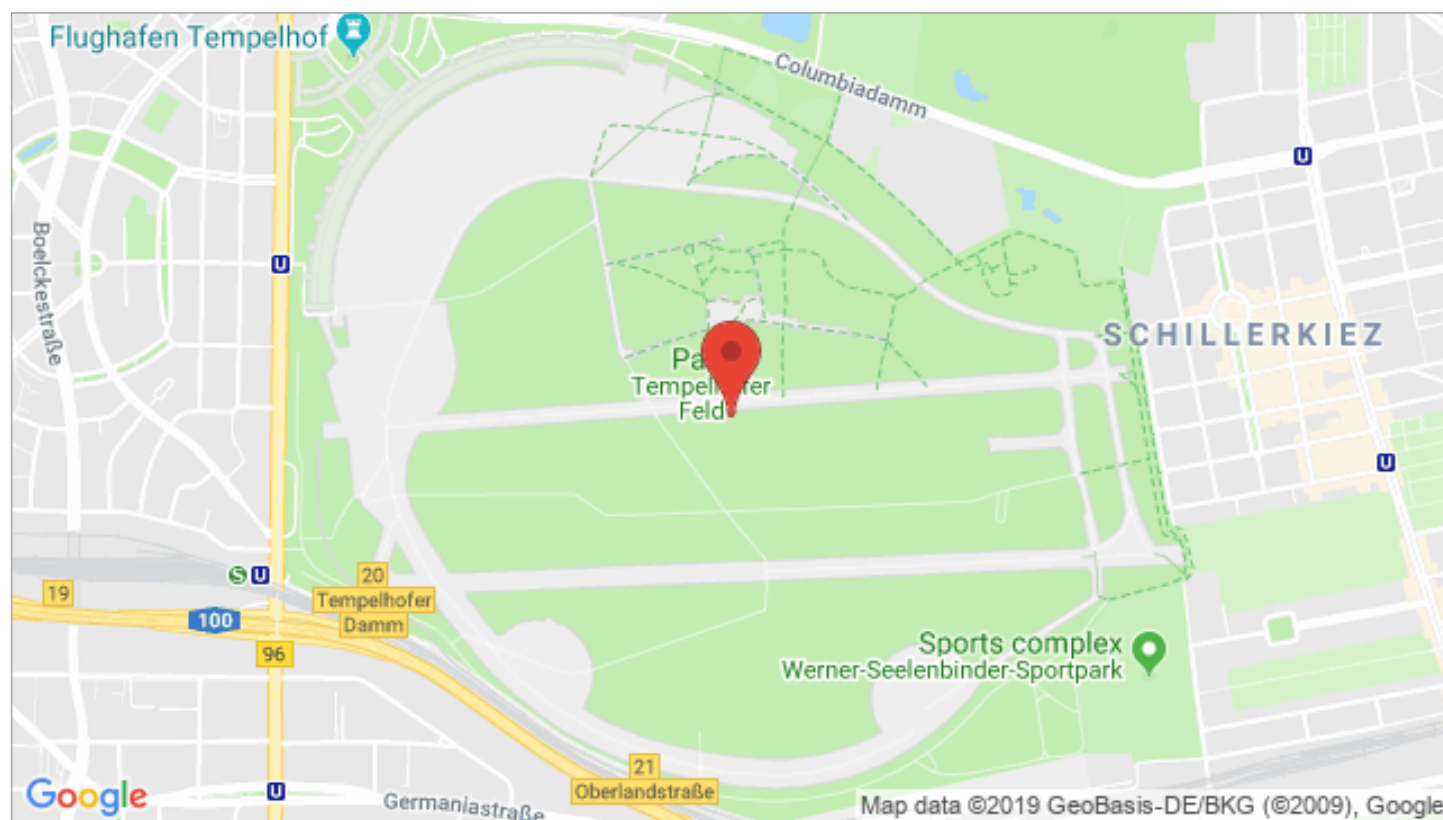 Flughafen Tempelhof
Columbiadamm
U
Boelckestraße
U
SCHILLERKIEZ
Tempelhofer
Feld
U
S U
20
Tempelhofer
Damm
19
100
96
Sports complex
Werner-Seelenbinder-Sportpark
21
Oberlandstraße
U
Germaniastraße
Google
Map data ©2019 GeoBasis-DE/BKG (©2009), Google